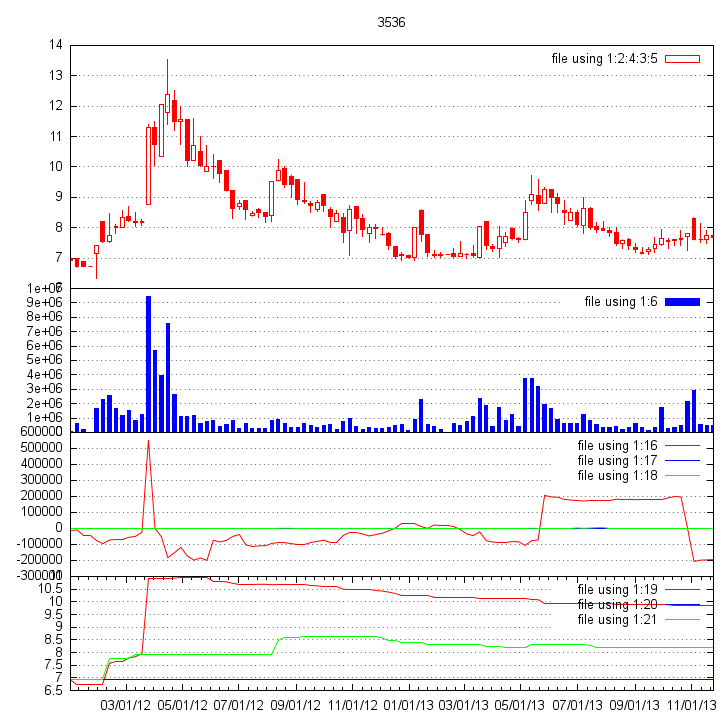 3536
14
file using 1:2:4:3:5
13
12
11
10
9
8
7
file using 1:6
9e+06
8e+06
7e+06
6e+06
5e+06
4e+06
3e+06
2e+06
1e+06
600000
file using 1:16
500000
file using 1:17
400000
file using 1:18
300000
200000
100000
0
-100000
-200000
file using 1:19
10.5
file using 1:20
10
file using 1:21
9.5
9
8.5
8
7.5
7
6.5
03/01/12 05/01/12 07/01/12 09/01/12 11/01/12 01/01/13 03/01/13 05/01/13 07/01/13 09/01/13 11/01/13